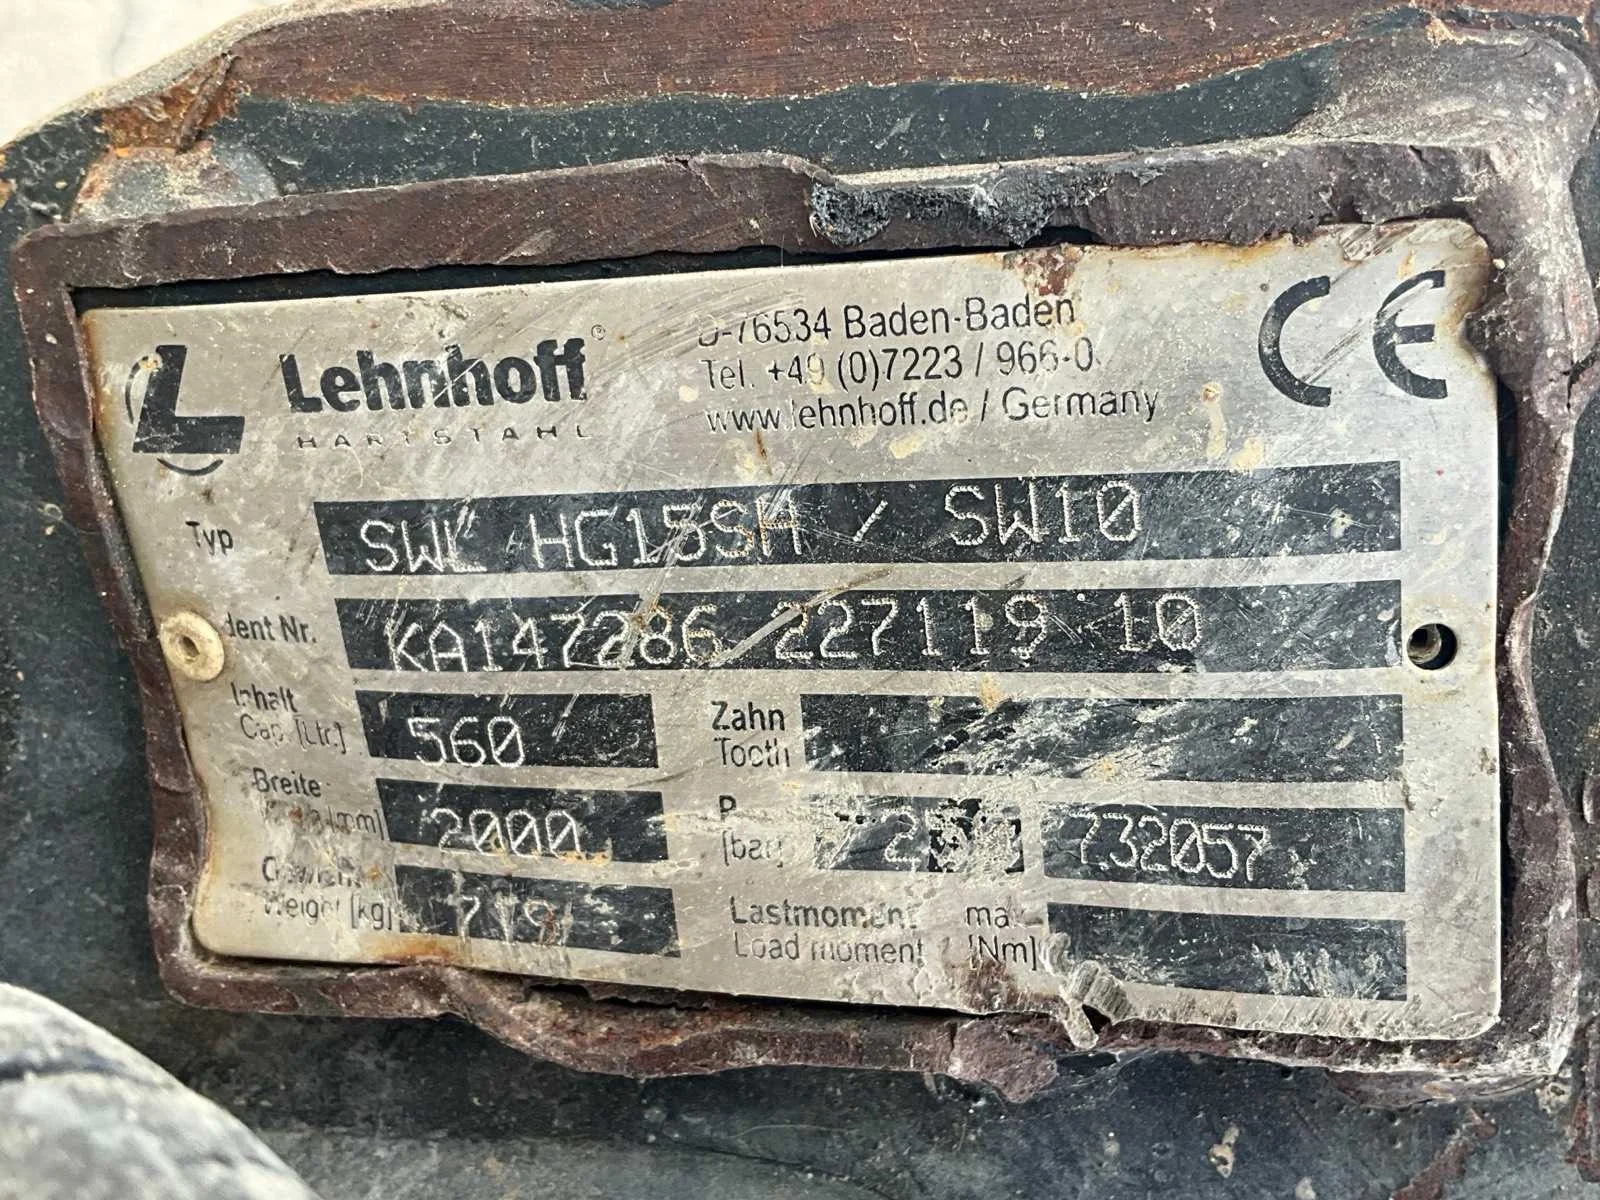 Lehnhoff®
HARTSTAHL
D-76534 Baden-Baden
Tel. +49 (0)7223 / 966-0
www.lehnhoff.de / Germany
CE
Typ SWL HG15SH / SW10
Ident Nr. KA147286 227119 10
Inhalt
Cap. [Ltr.] 560
Zahn
Tooth
Breite
[mm] 2000
[bar] 732057
Gewicht
Weight [kg]
Lastmoment max
Load moment [Nm]